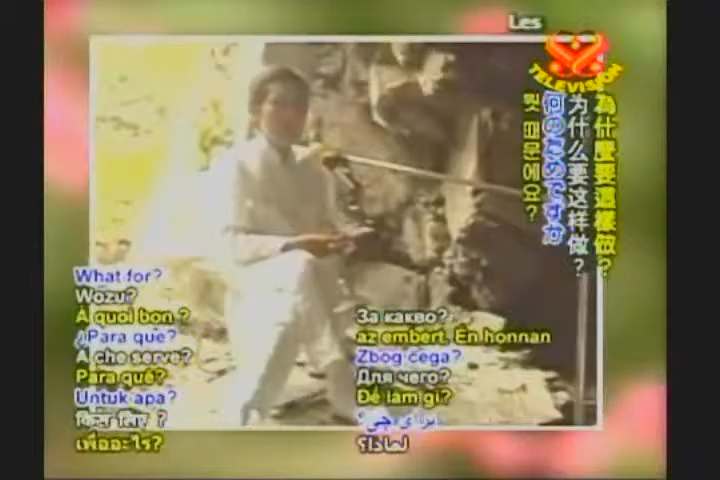 Les
TELEVISION
為什麼要這樣做?
为什么要这样做?
何のためですか
뭣 때문에요?
What for?
Wozu?
A quoi bon ?
¿Para qué?
A che serve?
Para quê?
Untuk apa?
किस लिए ?
เพื่ออะไร?
За какво?
az embert. Én honnan
Zbog čega?
Для чего?
Để làm gì?
برای چی؟
لماذا؟